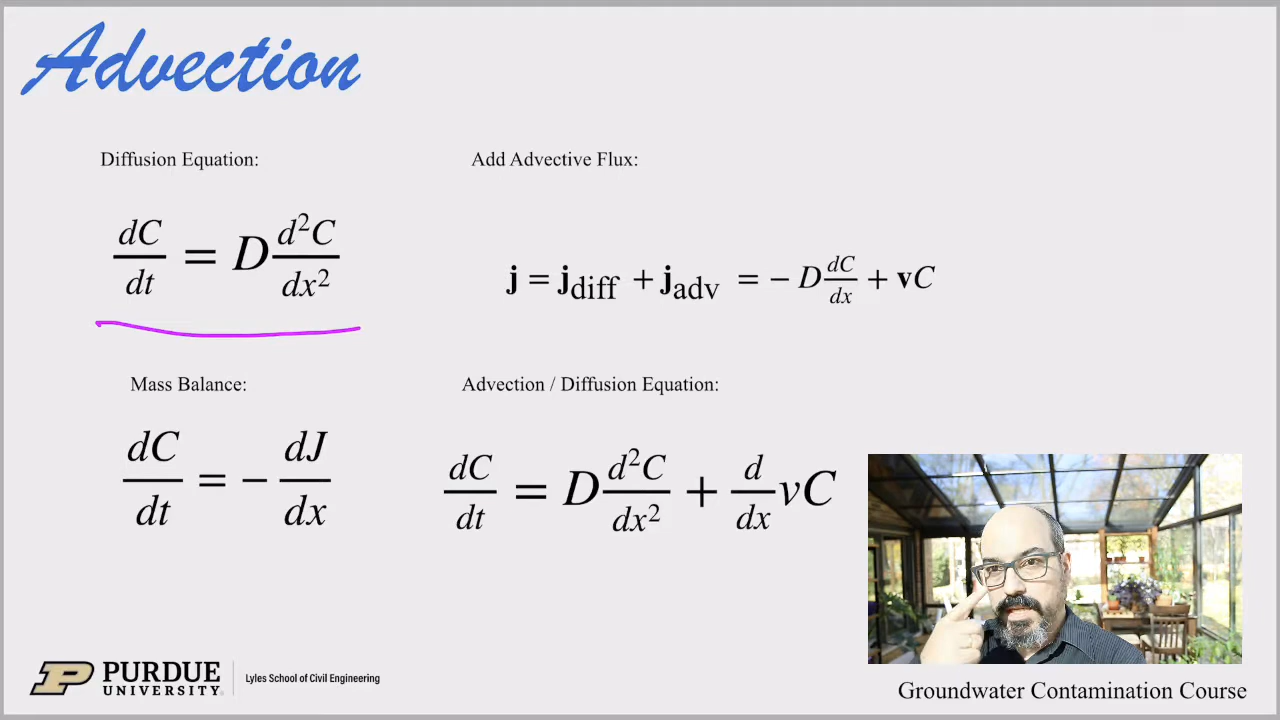 Advection
Diffusion Equation:
dC/dt = D d²C/dx²
Add Advective Flux:
j = j_diff + j_adv = − D dC/dx + vC
Mass Balance:
dC/dt = − dJ/dx
Advection / Diffusion Equation:
dC/dt = D d²C/dx² + d/dx vC
PURDUE
UNIVERSITY
Lyles School of Civil Engineering
Groundwater Contamination Course